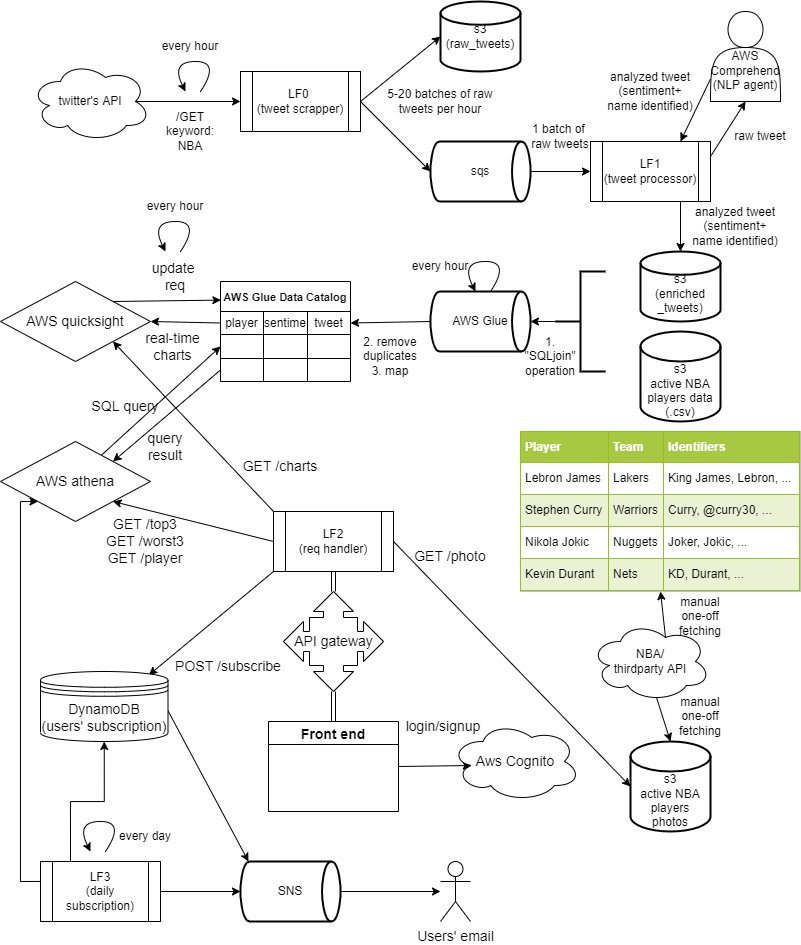 s3
(raw_tweets)
every hour
AWS
Comprehend
(NLP agent)
analyzed tweet
(sentiment+
name identified)
twitter's API
LF0
(tweet scrapper)
5-20 batches of raw
tweets per hour
/GET
keyword:
NBA
1 batch of
raw tweets
raw tweet
sqs
LF1
(tweet processor)
every hour
analyzed tweet
(sentiment+
name identified)
update
req
every hour
AWS Glue Data Catalog
player sentime tweet
AWS quicksight
AWS Glue
s3
(enriched
_tweets)
real-time
charts
2. remove
duplicates
3. map
1.
"SQLjoin"
operation
s3
active NBA
players data
(.csv)
SQL query
query
result
GET /charts
Player Team Identifiers
Lebron James Lakers King James, Lebron, ...
Stephen Curry Warriors Curry, @curry30, ...
Nikola Jokic Nuggets Joker, Jokic, ...
Kevin Durant Nets KD, Durant, ...
AWS athena
GET /top3
GET /worst3
GET /player
LF2
(req handler)
GET /photo
manual
one-off
fetching
API gateway
NBA/
thirdparty API
POST /subscribe
manual
one-off
fetching
DynamoDB
(users' subscription)
Front end
login/signup
Aws Cognito
s3
active NBA
players
photos
every day
LF3
(daily
subscription)
SNS
Users' email